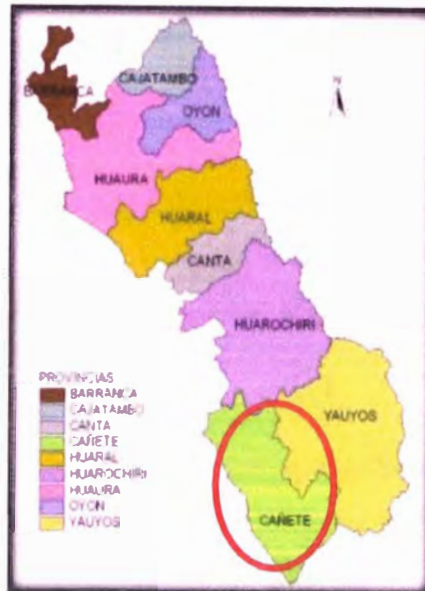 CAJATAMBO
BARRANCA
OYON
N
HUAURA
HUARAL
CANTA
HUAROCHIRI
YAUYOS
CAÑETE
PROVINCIAS
BARRANCA
CAJATAMBO
CANTA
CAÑETE
HUARAL
HUAROCHIRI
HUAURA
OYON
YAUYOS